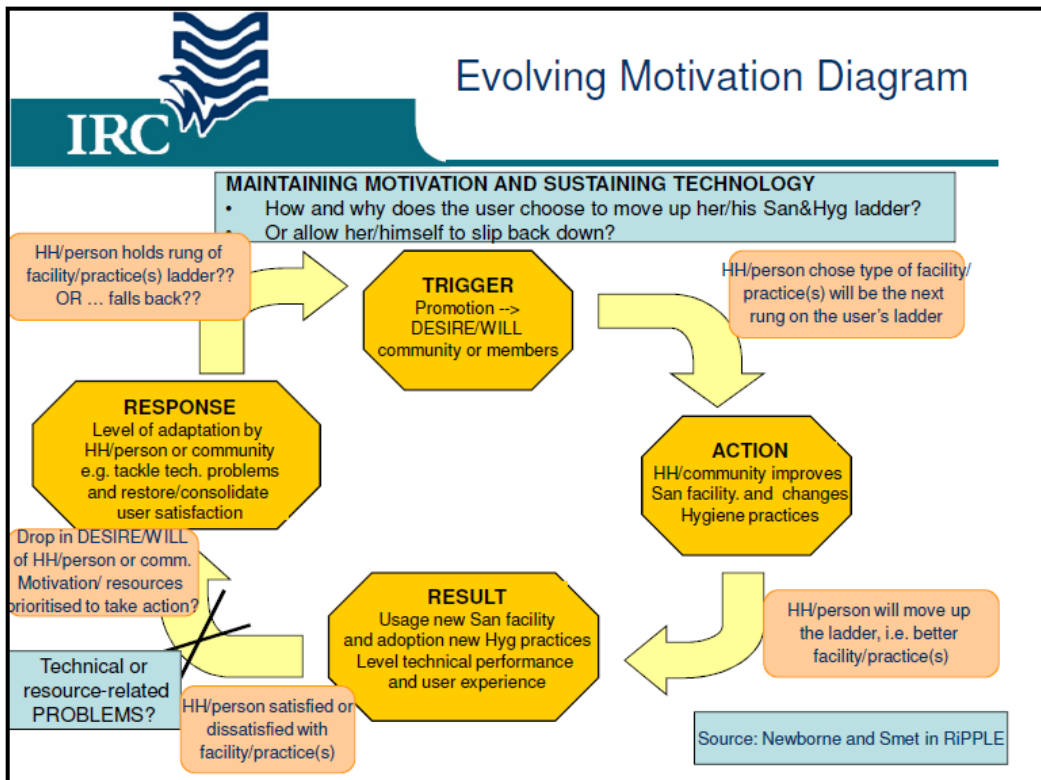 IRC
Evolving Motivation Diagram
MAINTAINING MOTIVATION AND SUSTAINING TECHNOLOGY
• How and why does the user choose to move up her/his San&Hyg ladder?
• Or allow her/himself to slip back down?
HH/person holds rung of
facility/practice(s) ladder??
OR ... falls back??
TRIGGER
Promotion -->
DESIRE/WILL
community or members
HH/person chose type of facility/
practice(s) will be the next
rung on the user's ladder
RESPONSE
Level of adaptation by
HH/person or community
e.g. tackle tech. problems
and restore/consolidate
user satisfaction
ACTION
HH/community improves
San facility. and changes
Hygiene practices
Drop in DESIRE/WILL
of HH/person or comm.
Motivation/ resources
prioritised to take action?
RESULT
Usage new San facility
and adoption new Hyg practices
Level technical performance
and user experience
HH/person will move up
the ladder, i.e. better
facility/practice(s)
Technical or
resource-related
PROBLEMS?
HH/person satisfied or
dissatisfied with
facility/practice(s)
Source: Newborne and Smet in RiPPLE